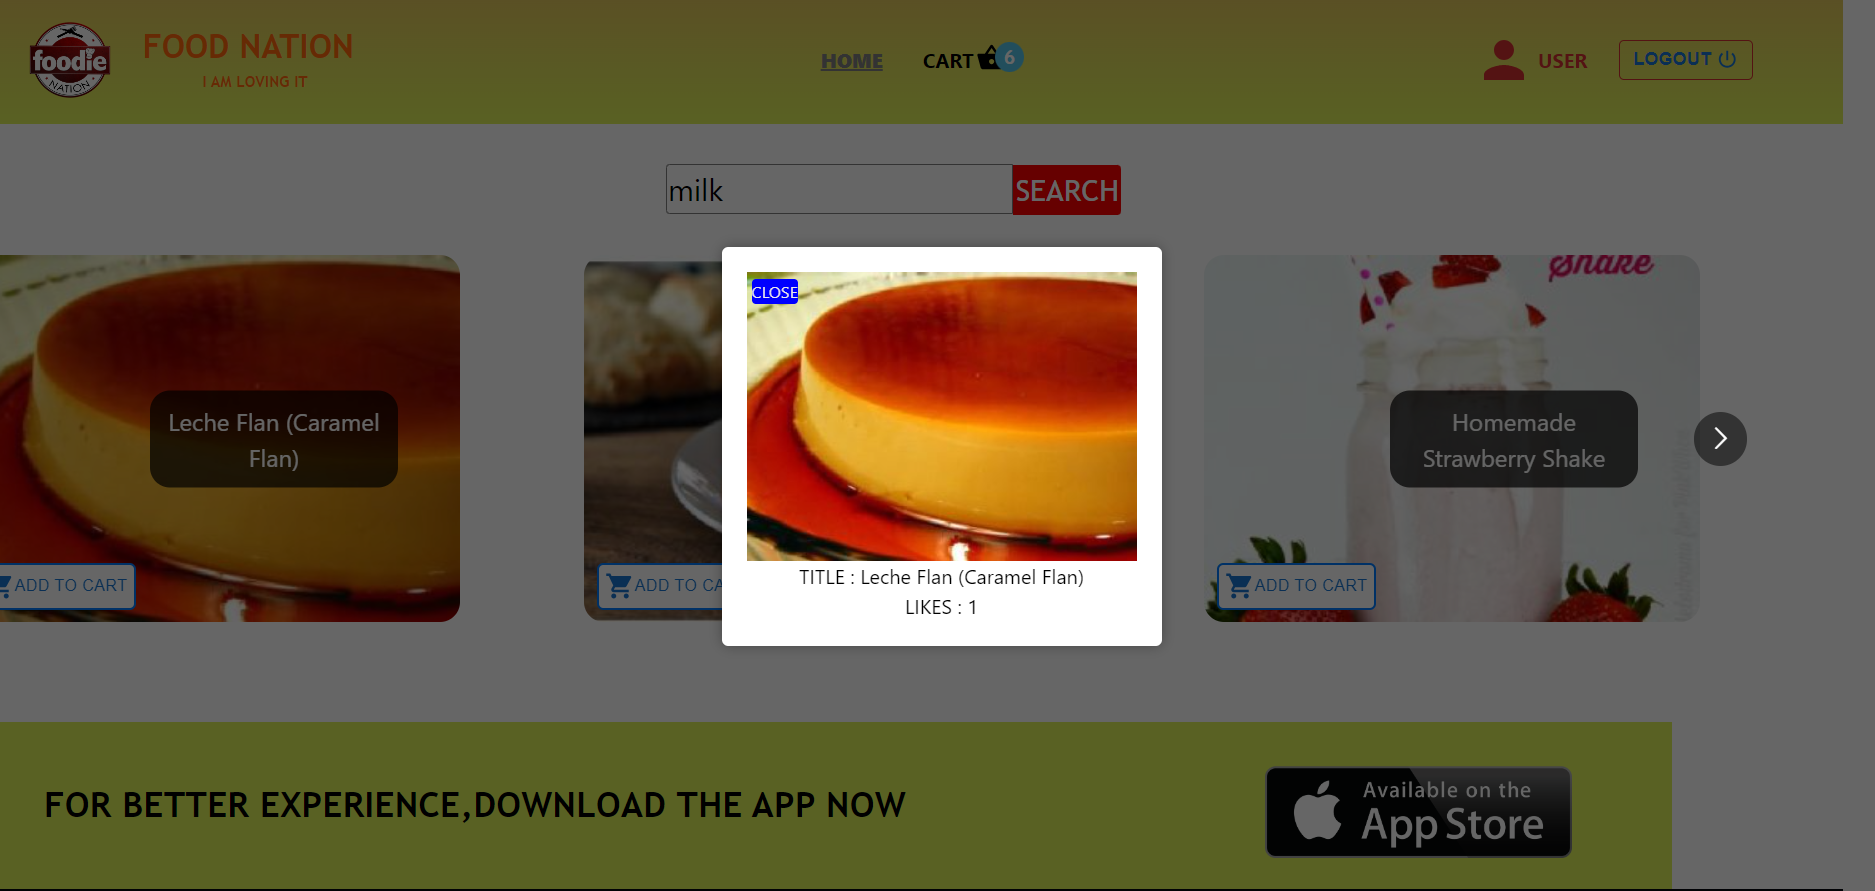 foodie
NATION
FOOD NATION
I AM LOVING IT
HOME
CART
6
USER
LOGOUT
milk
SEARCH
Shake
CLOSE
Leche Flan (Caramel
Flan)
Homemade
Strawberry Shake
ADD TO CART
ADD TO CA
ADD TO CART
TITLE : Leche Flan (Caramel Flan)
LIKES : 1
FOR BETTER EXPERIENCE,DOWNLOAD THE APP NOW
Available on the
App Store